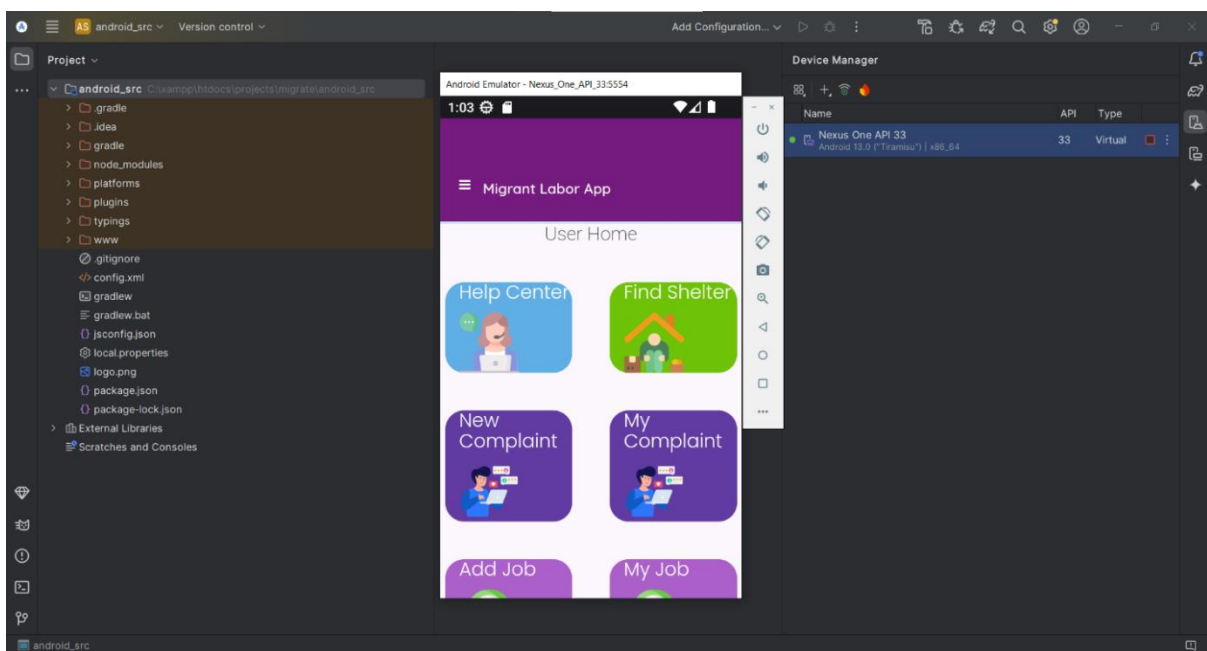 AS android_src Version control
Add Configuration...
Project
android_src C:\xampp\htdocs\projects\migrate\android_src
.gradle
.idea
gradle
node_modules
platforms
plugins
typings
www
.gitignore
config.xml
gradlew
gradlew.bat
jsconfig.json
local.properties
logo.png
package.json
package-lock.json
External Libraries
Scratches and Consoles
Android Emulator - Nexus_One_API_33:5554
1:03
Migrant Labor App
User Home
Help Center
Find Shelter
New
Complaint
My
Complaint
Add Job
My Job
Device Manager
Name API Type
Nexus One API 33 33 Virtual
Android 13.0 ("Tiramisu") | x86_64
android_src